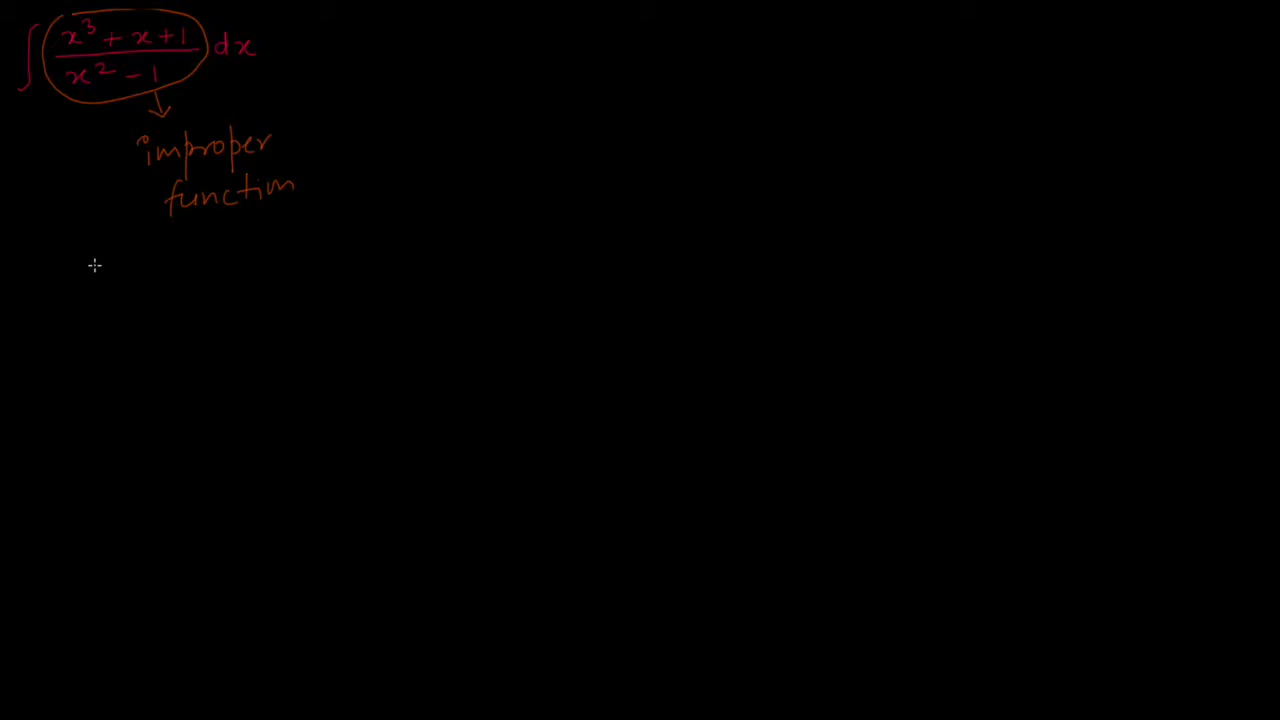 ∫ (x³ + x + 1)/(x² - 1) dx
improper
function